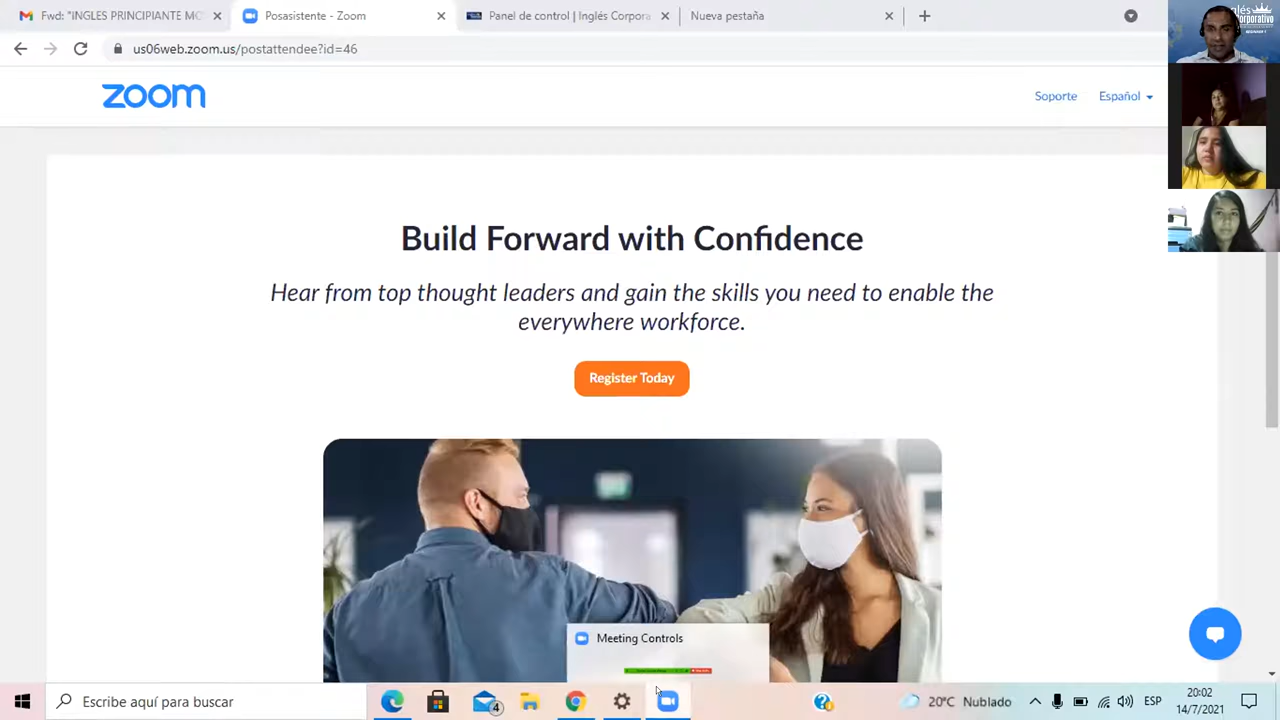 Fwd: "INGLES PRINCIPIANTE MO
Posasistente - Zoom
Panel de control | Inglés Corpora
Nueva pestaña
us06web.zoom.us/postattendee?id=46
zoom
Soporte
Español
Inglés
Corporativo
Build Forward with Confidence
Hear from top thought leaders and gain the skills you need to enable the
everywhere workforce.
Register Today
Meeting Controls
Escribe aquí para buscar
4
20°C Nublado
ESP
20:02
14/7/2021